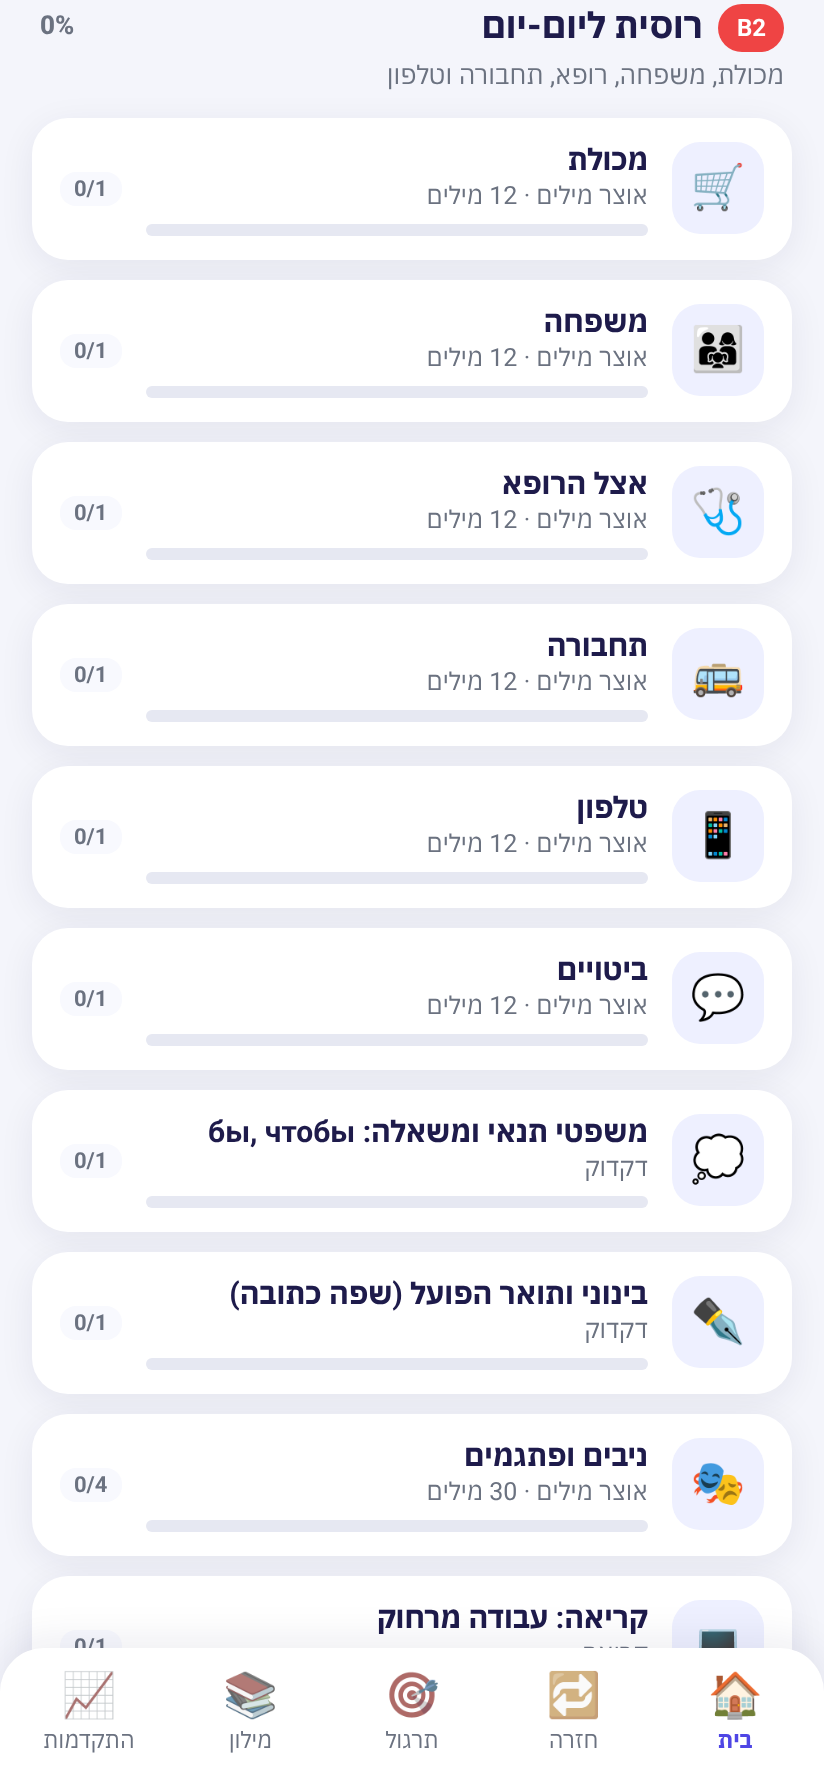 B2 רוסית ליום-יום 0%
מכולת, משפחה, רופא, תחבורה וטלפון
מכולת
אוצר מילים · 12 מילים
0/1
משפחה
אוצר מילים · 12 מילים
0/1
אצל הרופא
אוצר מילים · 12 מילים
0/1
תחבורה
אוצר מילים · 12 מילים
0/1
טלפון
אוצר מילים · 12 מילים
0/1
ביטויים
אוצר מילים · 12 מילים
0/1
משפטי תנאי ומשאלה: бы, чтобы
דקדוק
0/1
בינוני ותואר הפועל (שפה כתובה)
דקדוק
0/1
ניבים ופתגמים
אוצר מילים · 30 מילים
0/4
קריאה: עבודה מרחוק
0/1
בית חזרה תרגול מילון התקדמות